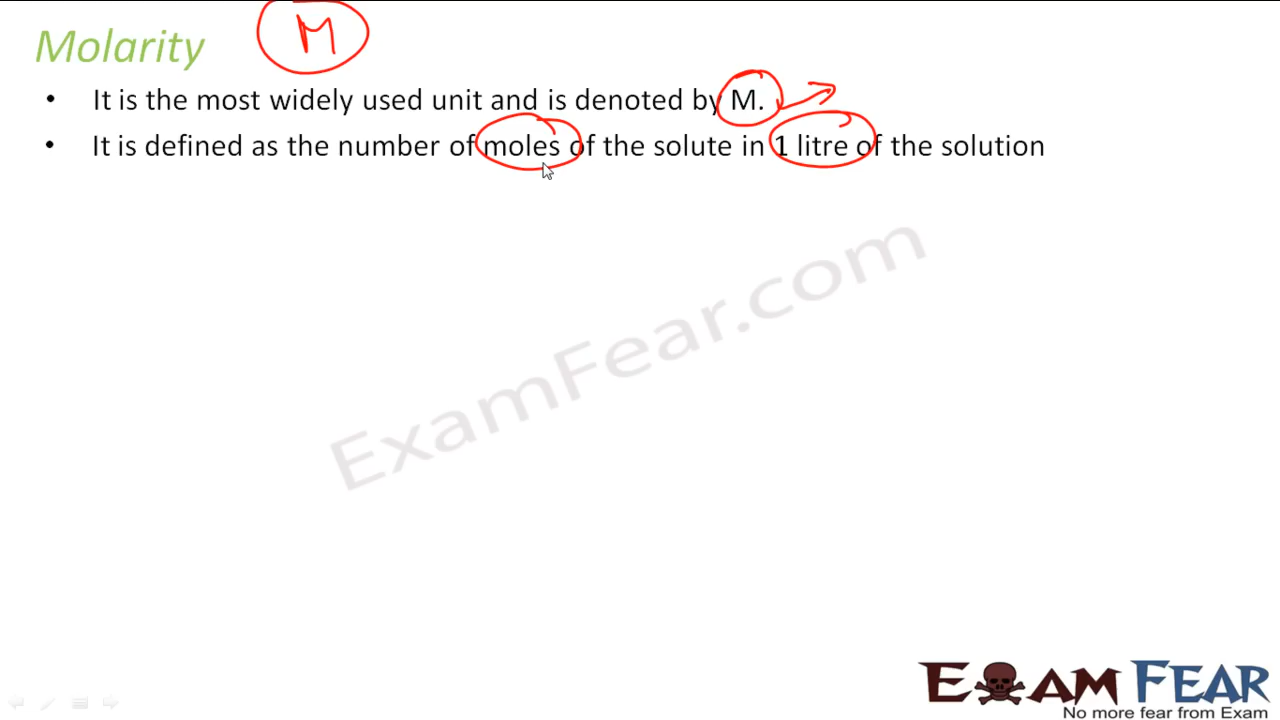 Molarity M
• It is the most widely used unit and is denoted by M.
• It is defined as the number of moles of the solute in 1 litre of the solution
ExamFear.com
EXAM FEAR
No more fear from Exam